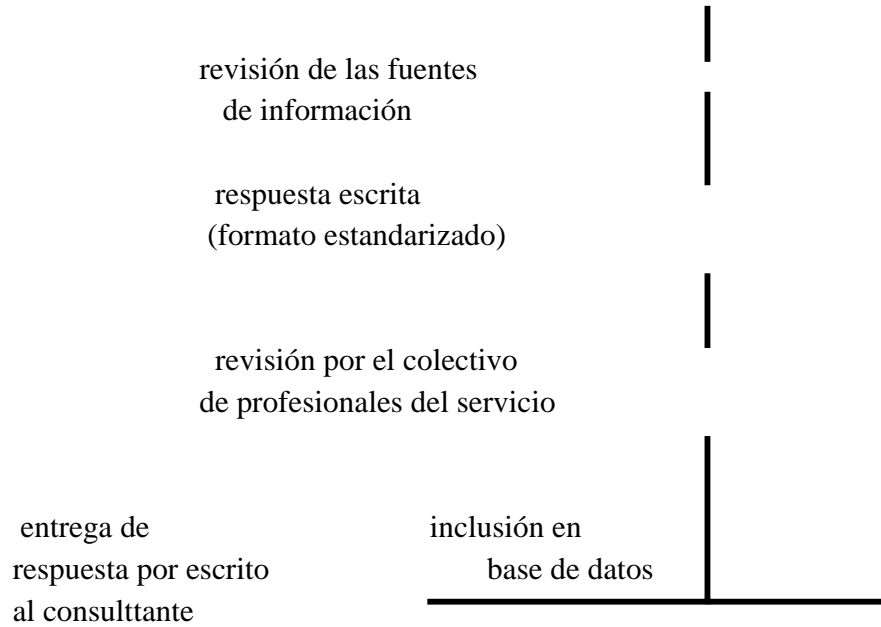 revisión de las fuentes
de información
respuesta escrita
(formato estandarizado)
revisión por el colectivo
de profesionales del servicio
entrega de
respuesta por escrito
al consulttante
inclusión en
base de datos